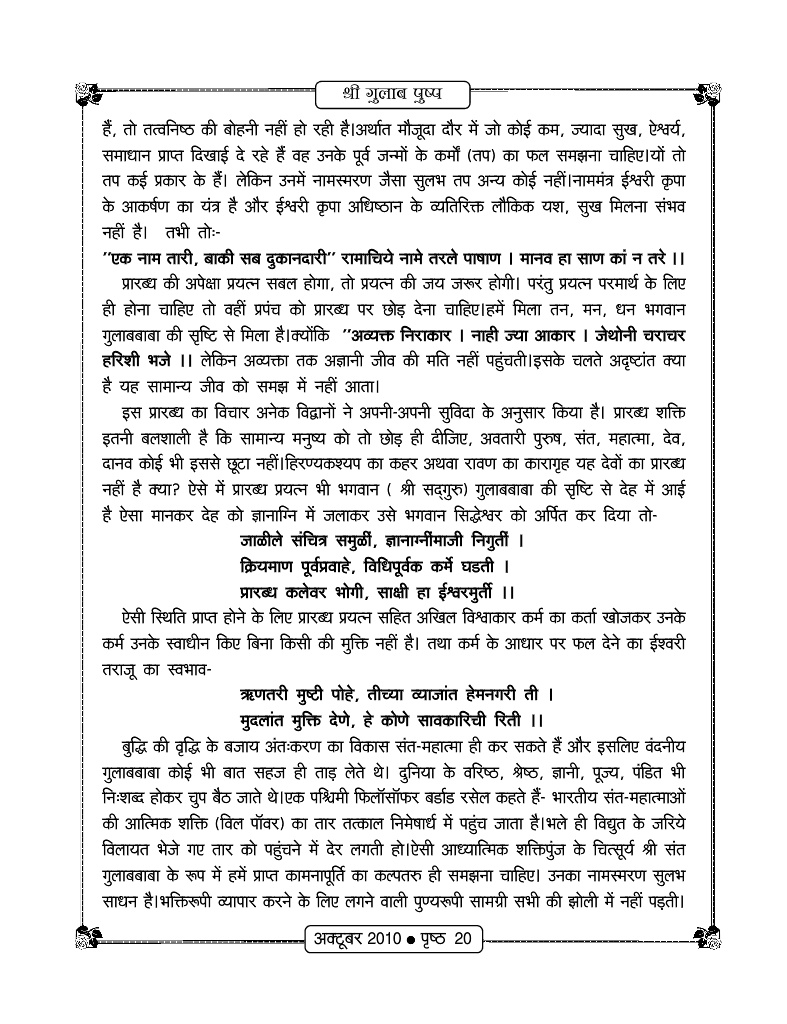 श्री गुलाब पुष्प
हैं, तो तत्वनिष्ठ की बोहनी नहीं हो रही है।अर्थात मौजूदा दौर में जो कोई कम, ज्यादा सुख, ऐश्वर्य,
समाधान प्राप्त दिखाई दे रहे हैं वह उनके पूर्व जन्मों के कर्मों (तप) का फल समझना चाहिए।यों तो
तप कई प्रकार के हैं। लेकिन उनमें नामस्मरण जैसा सुलभ तप अन्य कोई नहीं।नाममंत्र ईश्वरी कृपा
के आकर्षण का यंत्र है और ईश्वरी कृपा अधिष्ठान के व्यतिरिक्त लौकिक यश, सुख मिलना संभव
नहीं है। तभी तोः-
"एक नाम तारी, बाकी सब दुकानदारी" रामाचिये नामे तरले पाषाण । मानव हा साण कां न तरे ।।
प्रारब्ध की अपेक्षा प्रयत्न सबल होगा, तो प्रयत्न की जय जरूर होगी। परंतु प्रयत्न परमार्थ के लिए
ही होना चाहिए तो वहीं प्रपंच को प्रारब्ध पर छोड़ देना चाहिए।हमें मिला तन, मन, धन भगवान
गुलाबबाबा की सृष्टि से मिला है।क्योंकि "अव्यक्त निराकार । नाही ज्या आकार । जेथोनी चराचर
हरिशी भजे ।। लेकिन अव्यक्ता तक अज्ञानी जीव की मति नहीं पहुंचती।इसके चलते अदृष्टांत क्या
है यह सामान्य जीव को समझ में नहीं आता।
इस प्रारब्ध का विचार अनेक विद्वानों ने अपनी-अपनी सुविदा के अनुसार किया है। प्रारब्ध शक्ति
इतनी बलशाली है कि सामान्य मनुष्य को तो छोड़ ही दीजिए, अवतारी पुरुष, संत, महात्मा, देव,
दानव कोई भी इससे छूटा नहीं।हिरण्यकश्यप का कहर अथवा रावण का कारागृह यह देवों का प्रारब्ध
नहीं है क्या? ऐसे में प्रारब्ध प्रयत्न भी भगवान ( श्री सद्‌गुरु) गुलाबबाबा की सृष्टि से देह में आई
है ऐसा मानकर देह को ज्ञानाग्नि में जलाकर उसे भगवान सिद्धेश्वर को अर्पित कर दिया तो-
जाळीले संचित्र समुळीं, ज्ञानाग्नींमाजी निगुतीं ।
क्रियमाण पूर्वप्रवाहे, विधिपूर्वक कर्मे घडती ।
प्रारब्ध कलेवर भोगी, साक्षी हा ईश्वरमुर्ती ।।
ऐसी स्थिति प्राप्त होने के लिए प्रारब्ध प्रयत्न सहित अखिल विश्वाकार कर्म का कर्ता खोजकर उनके
कर्म उनके स्वाधीन किए बिना किसी की मुक्ति नहीं है। तथा कर्म के आधार पर फल देने का ईश्वरी
तराजू का स्वभाव-
ऋणतरी मुष्टी पोहे, तीच्या व्याजांत हेमनगरी ती ।
मुदलांत मुक्ति देणे, हे कोणे सावकारिची रिती ।।
बुद्धि की वृद्धि के बजाय अंतःकरण का विकास संत-महात्मा ही कर सकते हैं और इसलिए वंदनीय
गुलाबबाबा कोई भी बात सहज ही ताड़ लेते थे। दुनिया के वरिष्ठ, श्रेष्ठ, ज्ञानी, पूज्य, पंडित भी
निःशब्द होकर चुप बैठ जाते थे।एक पश्चिमी फिलॉसॉफर बर्डाड रसेल कहते हैं- भारतीय संत-महात्माओं
की आत्मिक शक्ति (विल पॉवर) का तार तत्काल निमेषार्ध में पहुंच जाता है।भले ही विद्युत के जरिये
विलायत भेजे गए तार को पहुंचने में देर लगती हो।ऐसी आध्यात्मिक शक्तिपुंज के चित्सूर्य श्री संत
गुलाबबाबा के रूप में हमें प्राप्त कामनापूर्ति का कल्पतरु ही समझना चाहिए। उनका नामस्मरण सुलभ
साधन है।भक्तिरूपी व्यापार करने के लिए लगने वाली पुण्यरूपी सामग्री सभी की झोली में नहीं पड़ती।
अक्टूबर 2010 ● पृष्ठ 20